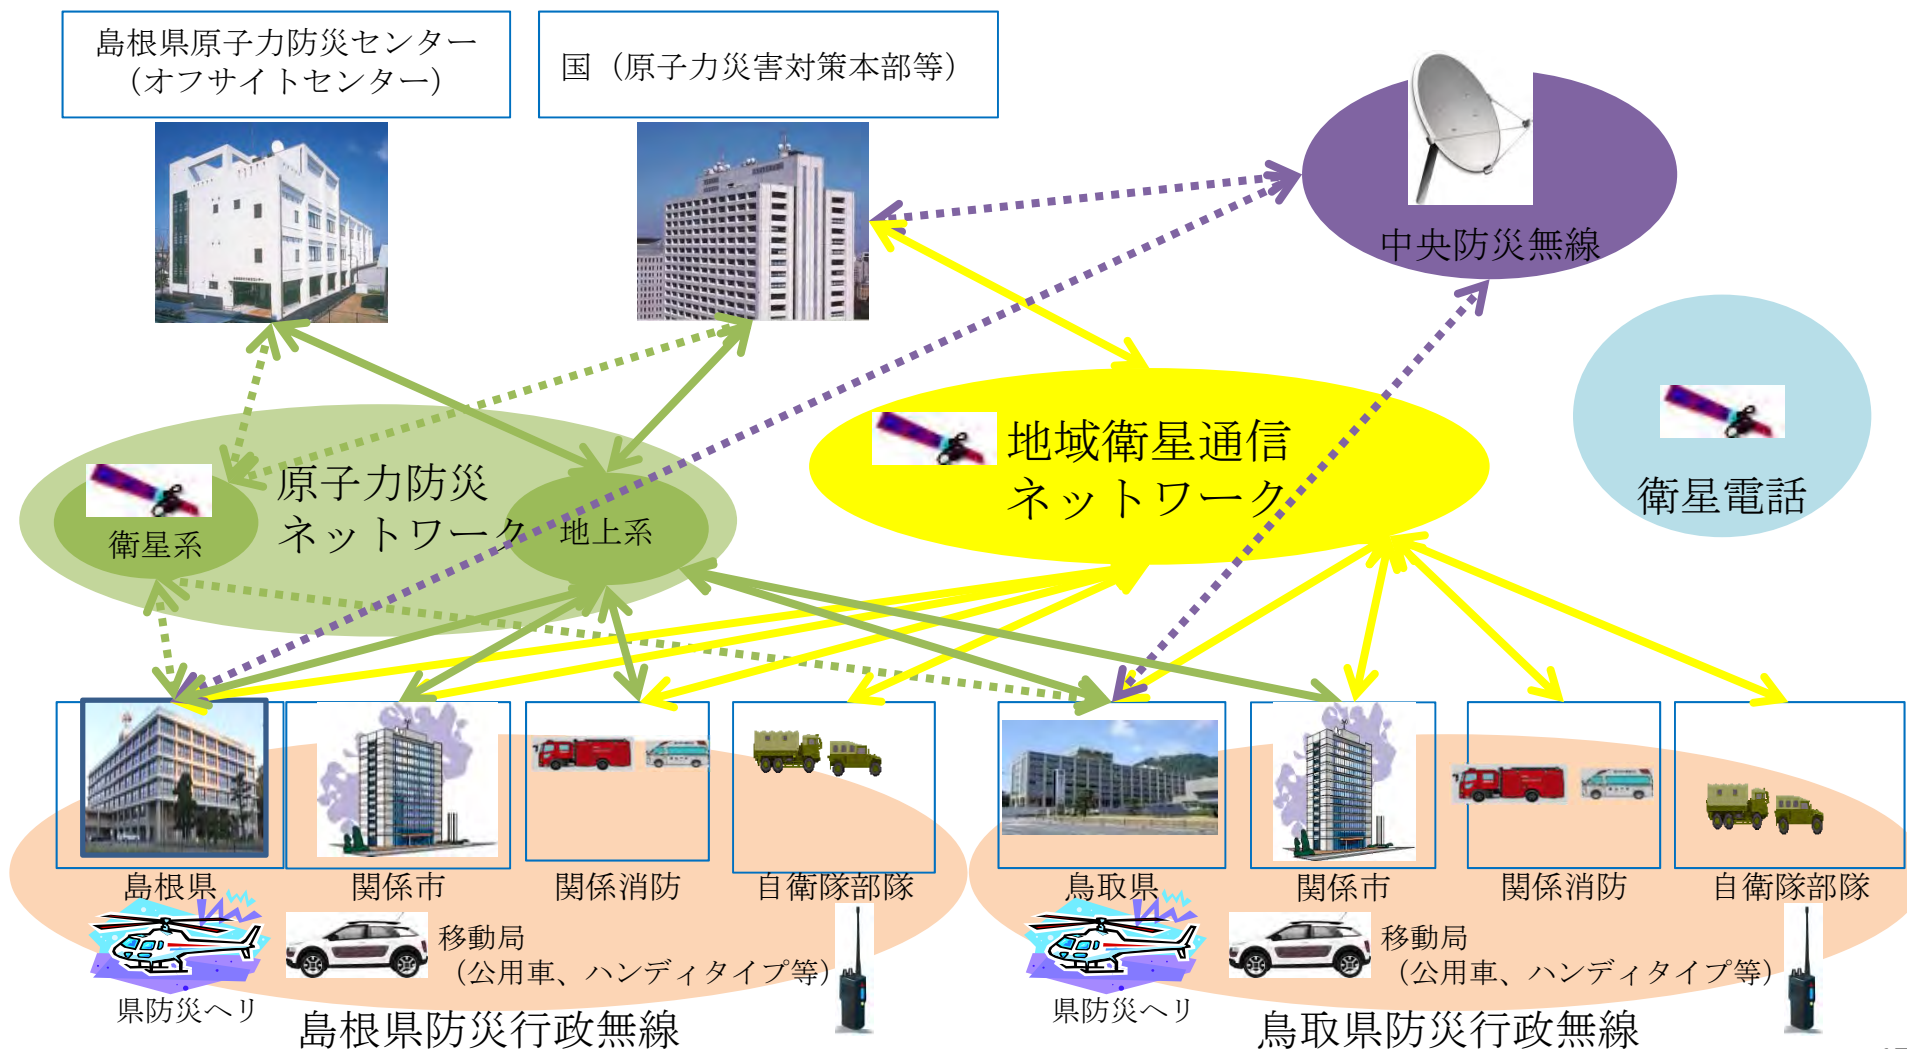 島根県原子力防災センター
（オフサイトセンター）
国（原子力災害対策本部等）
中央防災無線
地域衛星通信
ネットワーク
衛星電話
原子力防災
ネットワーク
衛星系
地上系
島根県
関係市
関係消防
自衛隊部隊
鳥取県
関係市
関係消防
自衛隊部隊
移動局
（公用車、ハンディタイプ等）
県防災ヘリ
島根県防災行政無線
移動局
（公用車、ハンディタイプ等）
県防災ヘリ
鳥取県防災行政無線